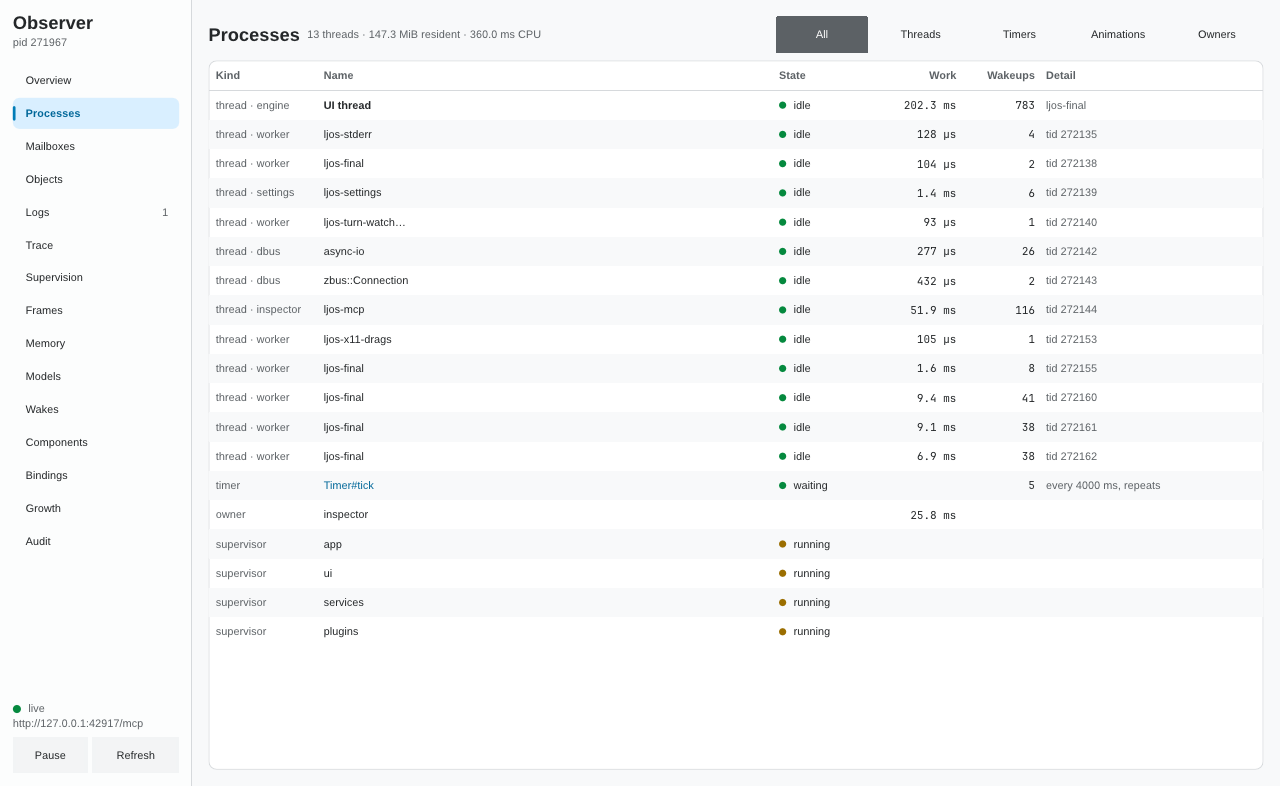 Observer
pid 271967
Overview
Processes
Mailboxes
Objects
Logs 1
Trace
Supervision
Frames
Memory
Models
Wakes
Components
Bindings
Growth
Audit
live
http://127.0.0.1:42917/mcp
Pause Refresh
Processes 13 threads · 147.3 MiB resident · 360.0 ms CPU
All Threads Timers Animations Owners
Kind Name State Work Wakeups Detail
thread · engine UI thread idle 202.3 ms 783 ljos-final
thread · worker ljos-stderr idle 128 µs 4 tid 272135
thread · worker ljos-final idle 104 µs 2 tid 272138
thread · settings ljos-settings idle 1.4 ms 6 tid 272139
thread · worker ljos-turn-watch… idle 93 µs 1 tid 272140
thread · dbus async-io idle 277 µs 26 tid 272142
thread · dbus zbus::Connection idle 432 µs 2 tid 272143
thread · inspector ljos-mcp idle 51.9 ms 116 tid 272144
thread · worker ljos-x11-drags idle 105 µs 1 tid 272153
thread · worker ljos-final idle 1.6 ms 8 tid 272155
thread · worker ljos-final idle 9.4 ms 41 tid 272160
thread · worker ljos-final idle 9.1 ms 38 tid 272161
thread · worker ljos-final idle 6.9 ms 38 tid 272162
timer Timer#tick waiting 5 every 4000 ms, repeats
owner inspector 25.8 ms
supervisor app running
supervisor ui running
supervisor services running
supervisor plugins running